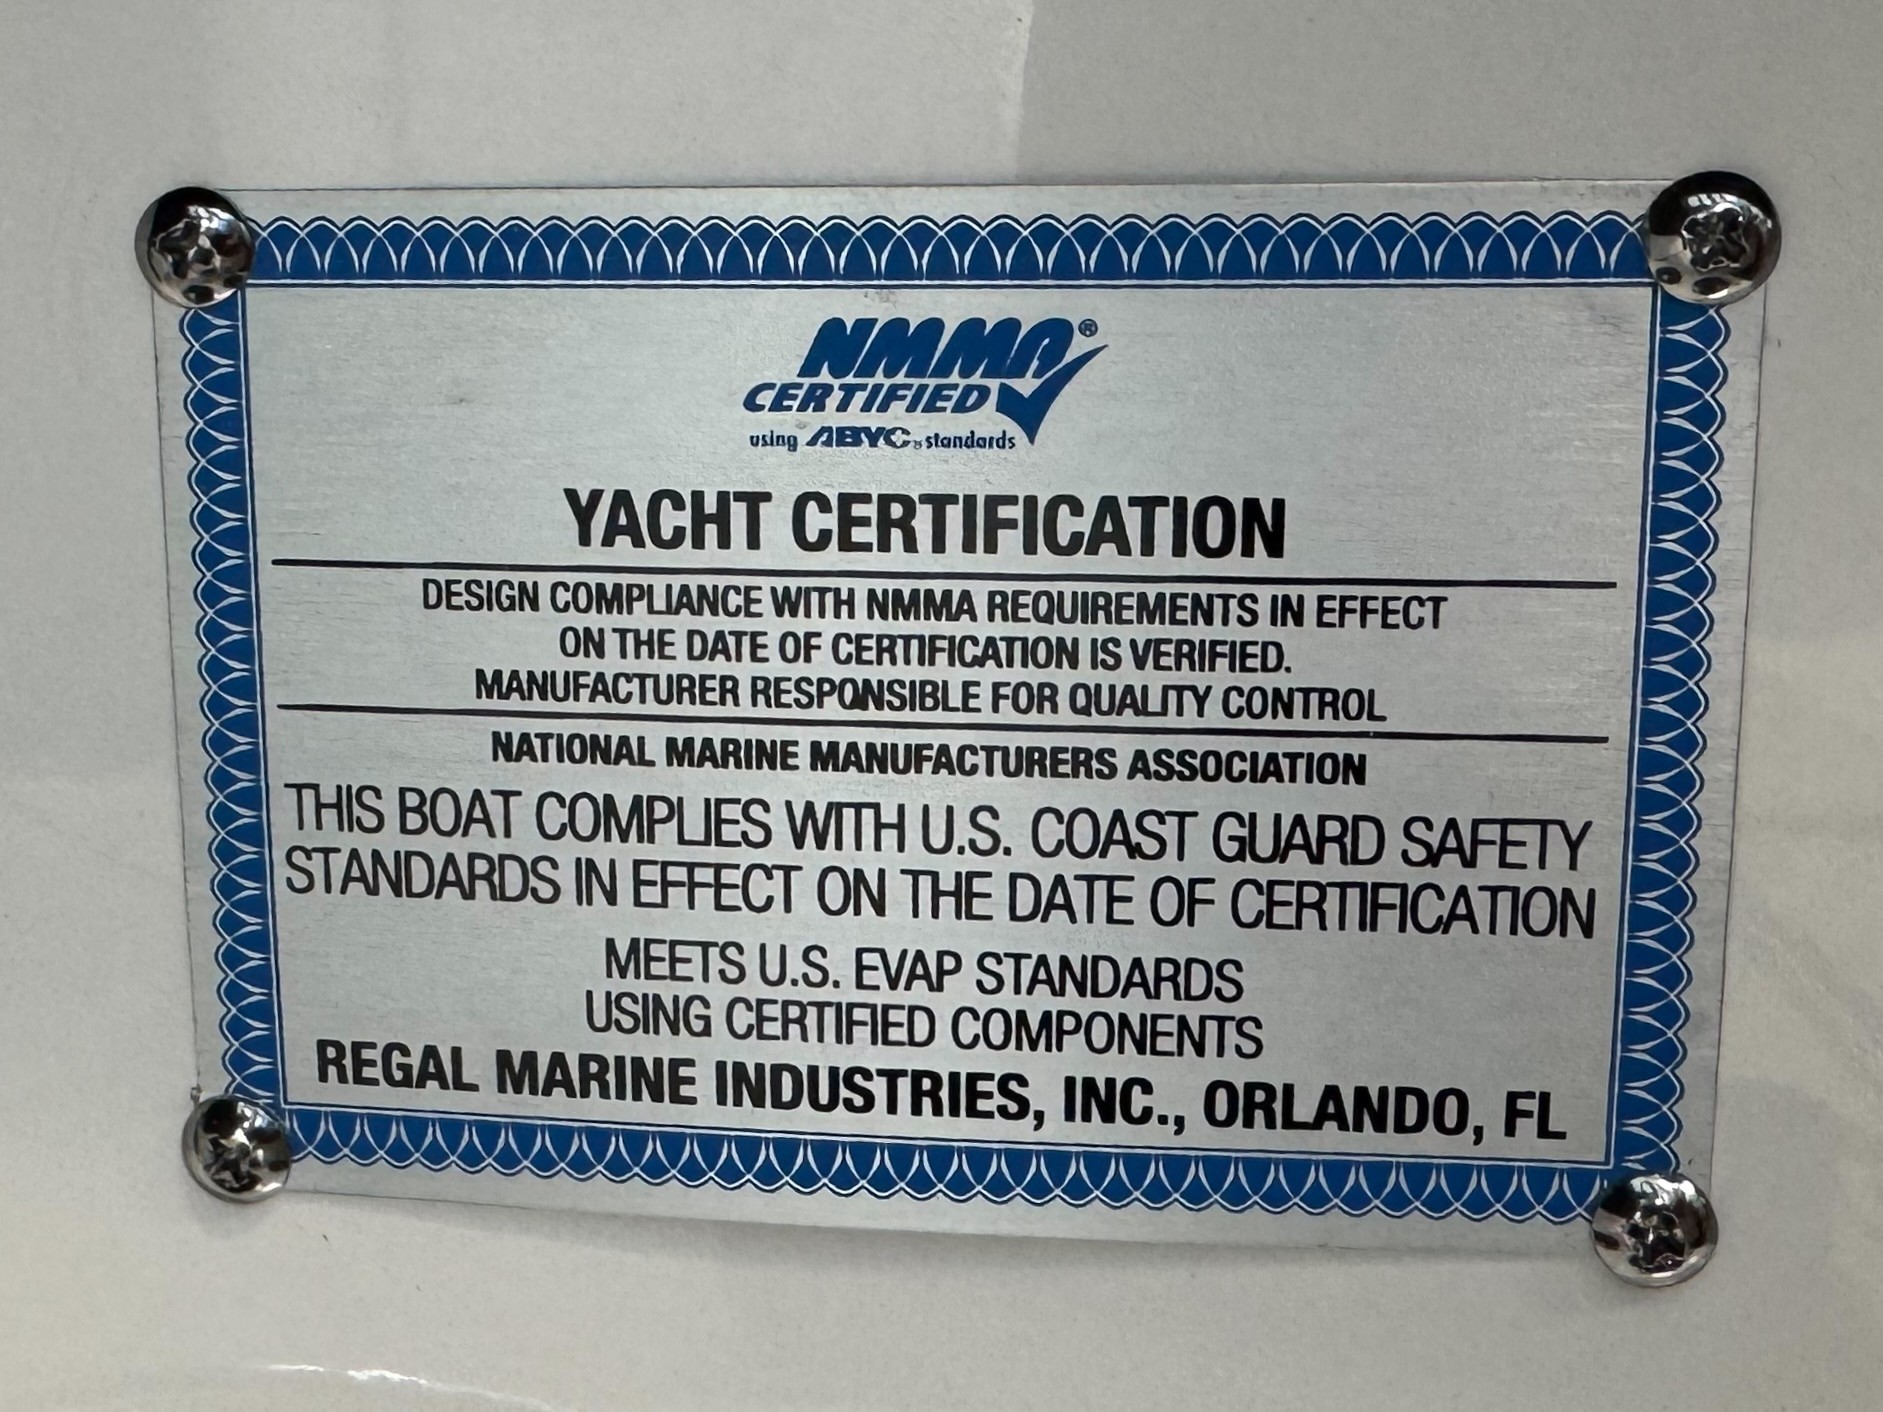 NMMA®
CERTIFIED
using ABYC® standards
YACHT CERTIFICATION
DESIGN COMPLIANCE WITH NMMA REQUIREMENTS IN EFFECT
ON THE DATE OF CERTIFICATION IS VERIFIED.
MANUFACTURER RESPONSIBLE FOR QUALITY CONTROL
NATIONAL MARINE MANUFACTURERS ASSOCIATION
THIS BOAT COMPLIES WITH U.S. COAST GUARD SAFETY
STANDARDS IN EFFECT ON THE DATE OF CERTIFICATION
MEETS U.S. EVAP STANDARDS
USING CERTIFIED COMPONENTS
REGAL MARINE INDUSTRIES, INC., ORLANDO, FL